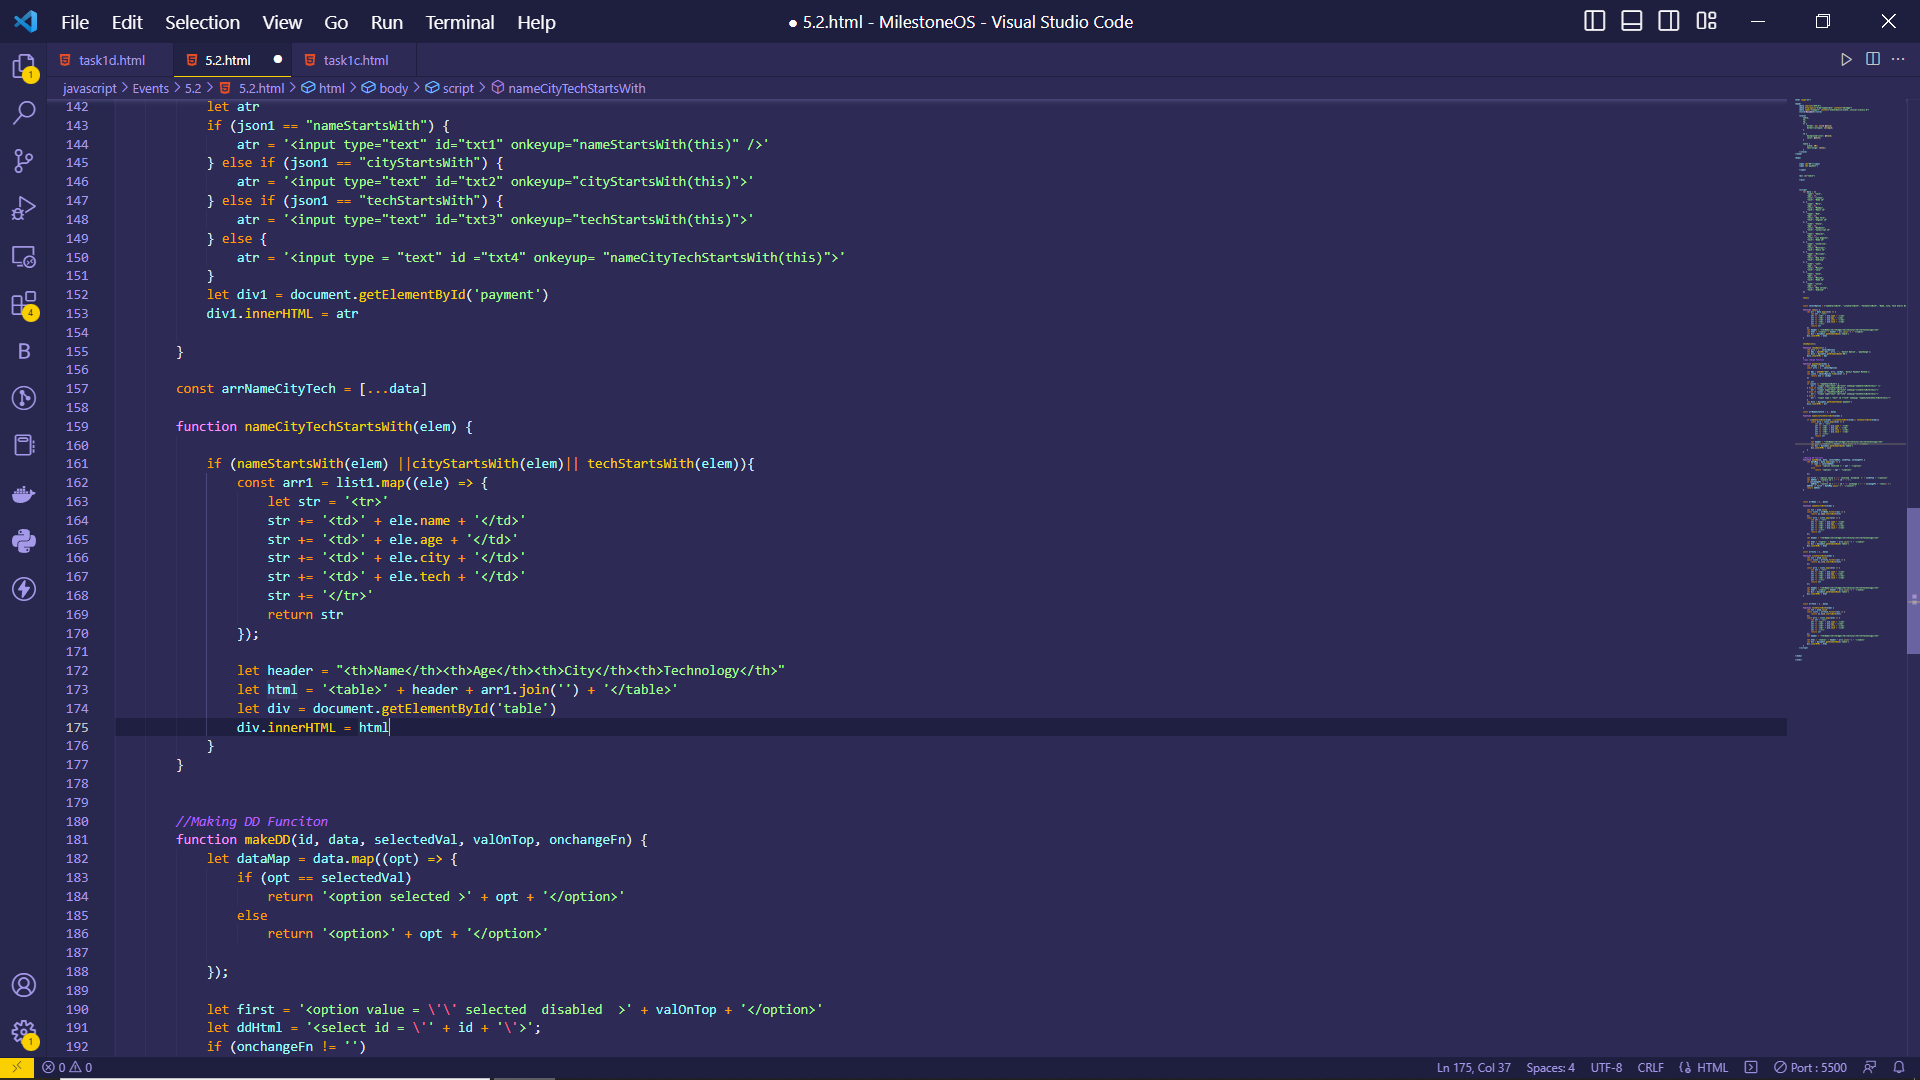 File Edit Selection View Go Run Terminal Help
● 5.2.html - MilestoneOS - Visual Studio Code
task1d.html
5.2.html ●
task1c.html
javascript > Events > 5.2 > 5.2.html > html > body > script > nameCityTechStartsWith
142 let atr
143 if (json1 == "nameStartsWith") {
144 atr = '<input type="text" id="txt1" onkeyup="nameStartsWith(this)" />'
145 } else if (json1 == "cityStartsWith") {
146 atr = '<input type="text" id="txt2" onkeyup="cityStartsWith(this)">'
147 } else if (json1 == "techStartsWith") {
148 atr = '<input type="text" id="txt3" onkeyup="techStartsWith(this)">'
149 } else {
150 atr = '<input type = "text" id ="txt4" onkeyup= "nameCityTechStartsWith(this)">'
151 }
152 let div1 = document.getElementById('payment')
153 div1.innerHTML = atr
154
155 }
156
157 const arrNameCityTech = [...data]
158
159 function nameCityTechStartsWith(elem) {
160
161 if (nameStartsWith(elem) ||cityStartsWith(elem)|| techStartsWith(elem)){
162 const arr1 = list1.map((ele) => {
163 let str = '<tr>'
164 str += '<td>' + ele.name + '</td>'
165 str += '<td>' + ele.age + '</td>'
166 str += '<td>' + ele.city + '</td>'
167 str += '<td>' + ele.tech + '</td>'
168 str += '</tr>'
169 return str
170 });
171
172 let header = "<th>Name</th><th>Age</th><th>City</th><th>Technology</th>"
173 let html = '<table>' + header + arr1.join('') + '</table>'
174 let div = document.getElementById('table')
175 div.innerHTML = html
176 }
177 }
178
179
180 //Making DD Funciton
181 function makeDD(id, data, selectedVal, valOnTop, onchangeFn) {
182 let dataMap = data.map((opt) => {
183 if (opt == selectedVal)
184 return '<option selected >' + opt + '</option>'
185 else
186 return '<option>' + opt + '</option>'
187
188 });
189
190 let first = '<option value = \'\' selected  disabled  >' + valOnTop + '</option>'
191 let ddHtml = '<select id = \'' + id + '\'>';
192 if (onchangeFn != '')
1
4
B
1
0 0
Ln 175, Col 37 Spaces: 4 UTF-8 CRLF HTML Port : 5500